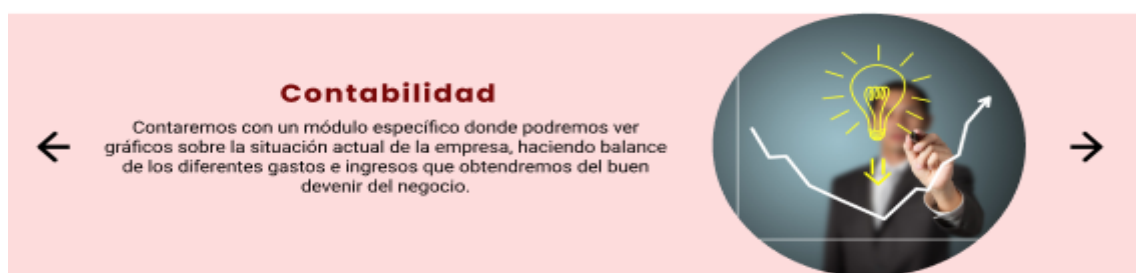 Contabilidad
Contaremos con un módulo específico donde podremos ver
gráficos sobre la situación actual de la empresa, haciendo balance
de los diferentes gastos e ingresos que obtendremos del buen
devenir del negocio.